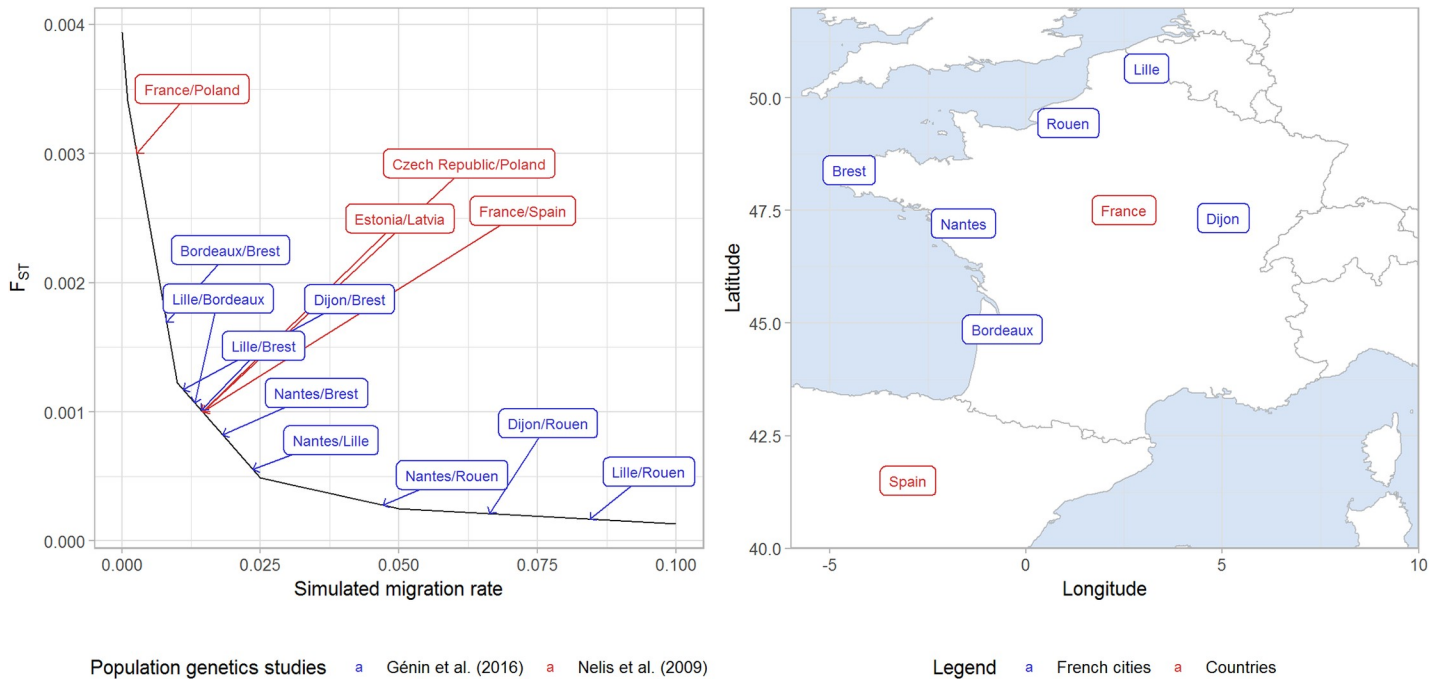 0.004
0.003
0.002
0.001
0.000
FST
France/Poland
Czech Republic/Poland
Estonia/Latvia
France/Spain
Bordeaux/Brest
Lille/Bordeaux
Dijon/Brest
Lille/Brest
Nantes/Brest
Nantes/Lille
Dijon/Rouen
Nantes/Rouen
Lille/Rouen
0.000 0.025 0.050 0.075 0.100
Simulated migration rate
Population genetics studies a Génin et al. (2016) a Nelis et al. (2009)
50.0
47.5
45.0
42.5
40.0
Latitude
Lille
Rouen
Brest
France
Nantes
Dijon
Bordeaux
Spain
-5 0 5 10
Longitude
Legend a French cities a Countries